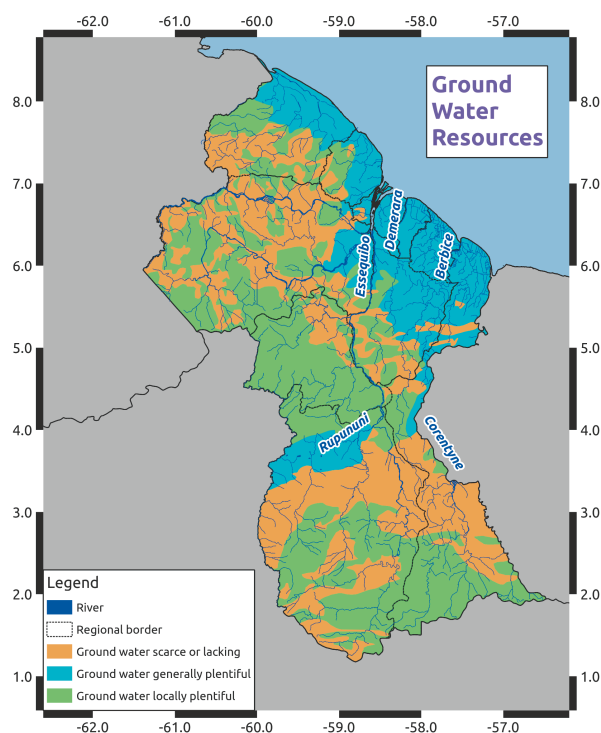 -62.0 -61.0 -60.0 -59.0 -58.0 -57.0
Ground
Water
Resources
8.0 8.0
7.0 7.0
Demerara
Essequibo
Berbice
6.0 6.0
5.0 5.0
4.0 4.0
Rupununi
Corentyne
3.0 3.0
2.0 2.0
1.0 1.0
Legend
River
Regional border
Ground water scarce or lacking
Ground water generally plentiful
Ground water locally plentiful
-62.0 -61.0 -60.0 -59.0 -58.0 -57.0